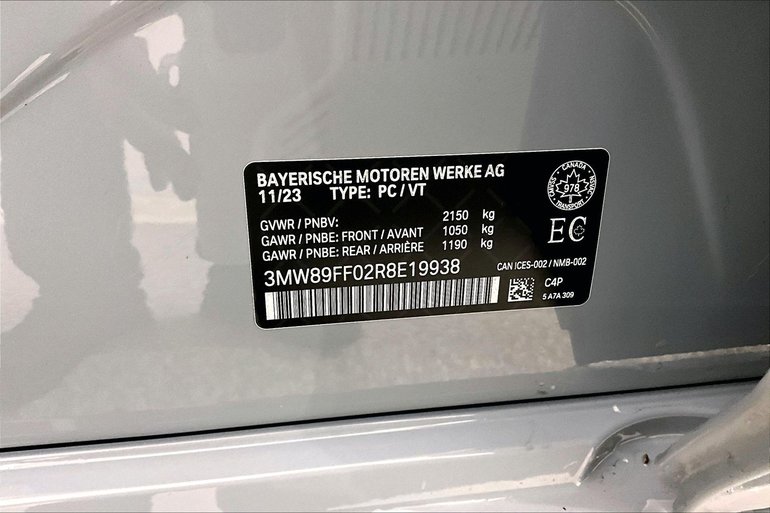 BAYERISCHE MOTOREN WERKE AG
11/23 TYPE: PC / VT
GVWR / PNBV: 2150 kg
GAWR / PNBE: FRONT / AVANT 1050 kg
GAWR / PNBE: REAR / ARRIÈRE 1190 kg
3MW89FF02R8E19938
CANADA
978
TRANSPORT
EC
CAN ICES-002 / NMB-002
C4P
5 A7A 309